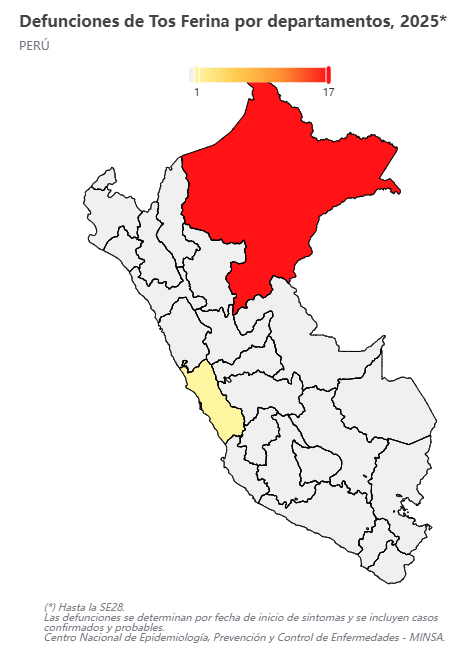 Defunciones de Tos Ferina por departamentos, 2025*
PERÚ
1 17
(*) Hasta la SE28.
Las defunciones se determinan por fecha de inicio de síntomas y se incluyen casos
confirmados y probables.
Centro Nacional de Epidemiología, Prevención y Control de Enfermedades - MINSA.